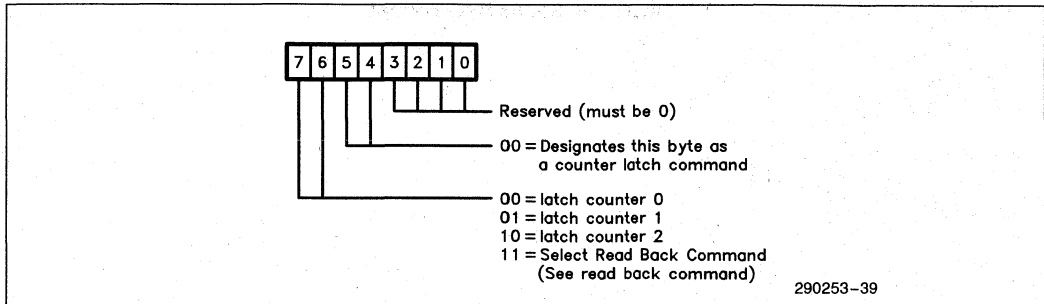 7 6 5 4 3 2 1 0
Reserved (must be 0)
00 = Designates this byte as
a counter latch command
00 = latch counter 0
01 = latch counter 1
10 = latch counter 2
11 = Select Read Back Command
(See read back command)
290253–39